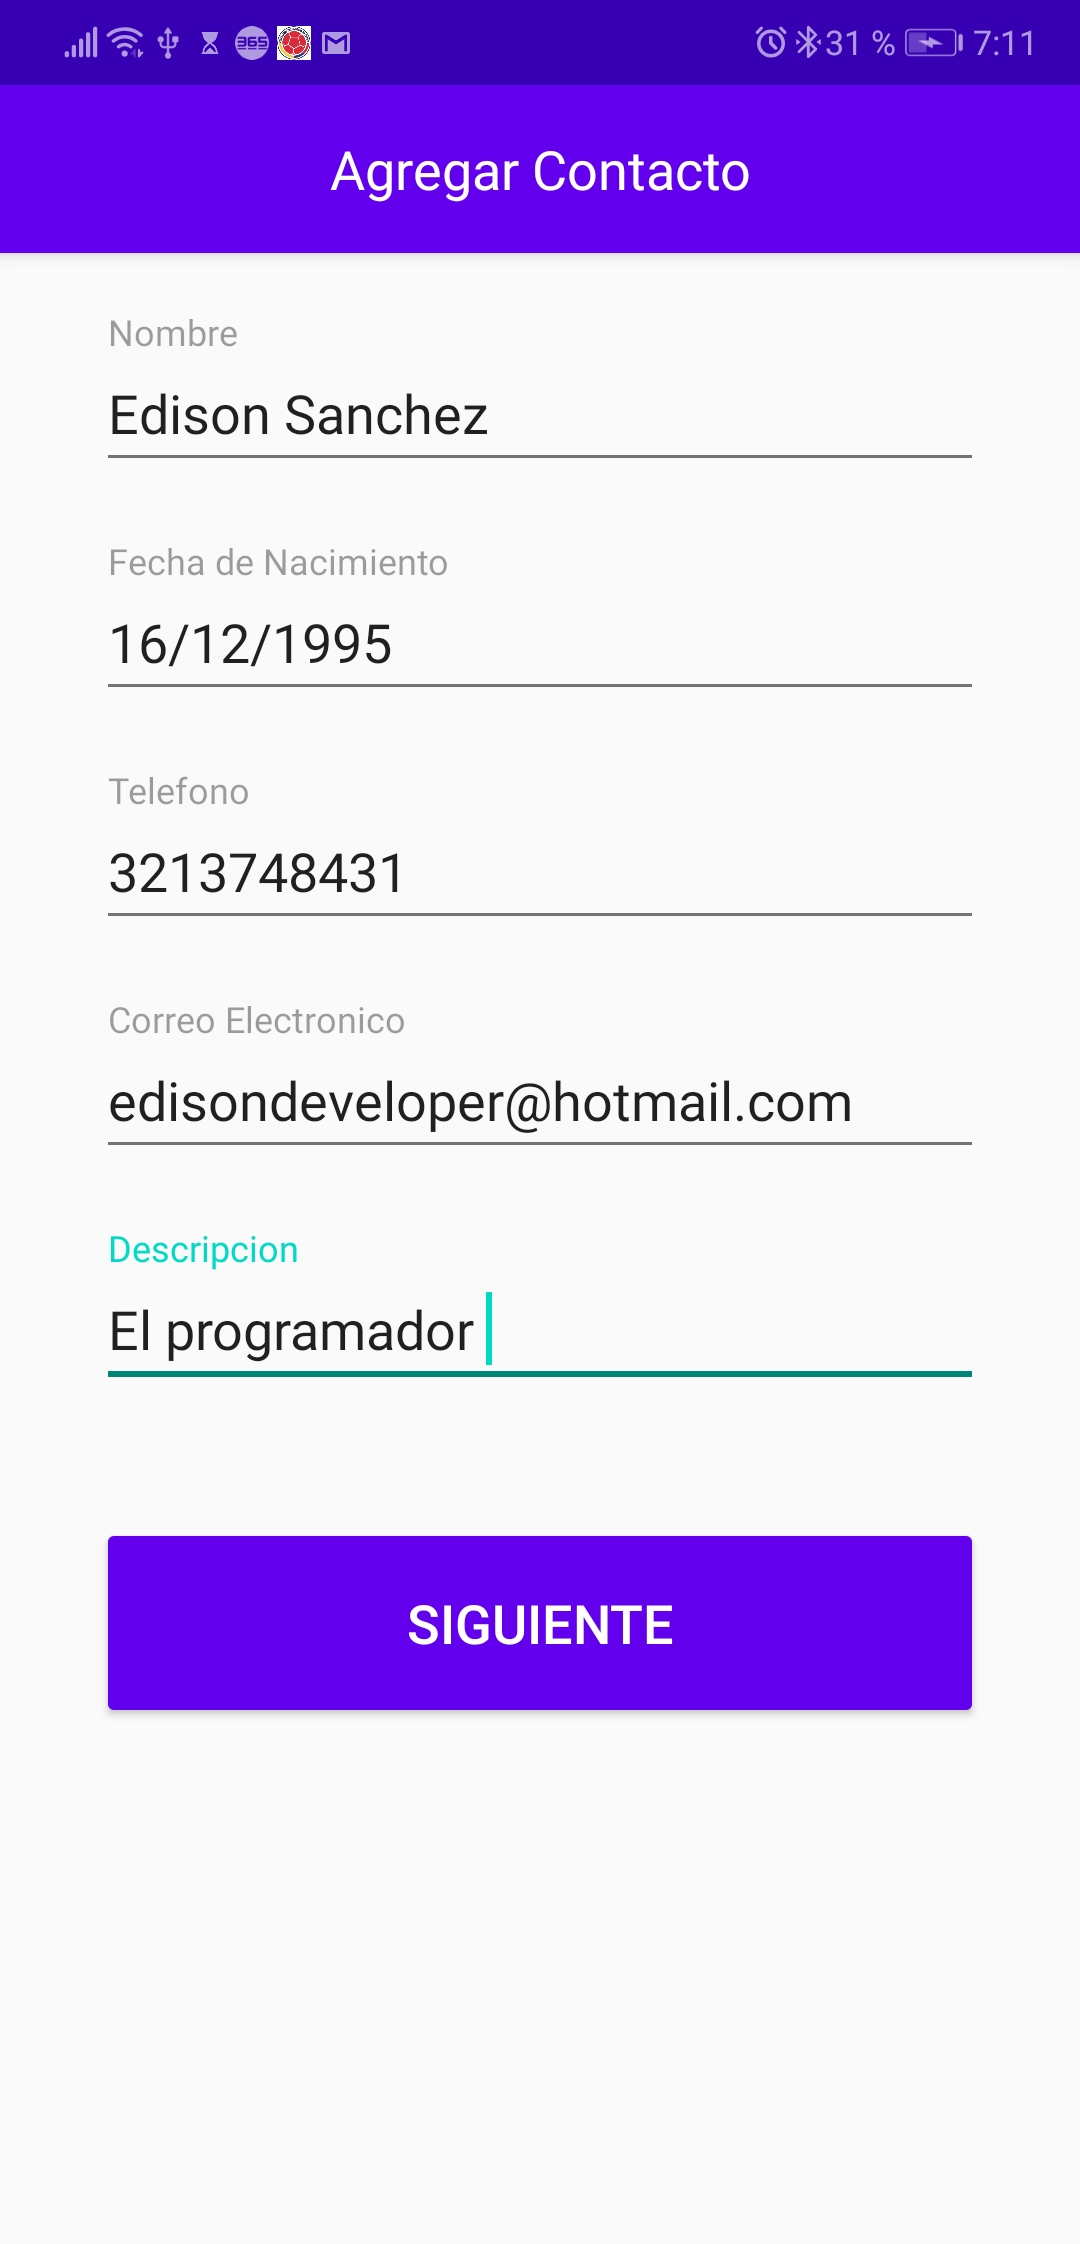 365
31 % 7:11
Agregar Contacto
Nombre
Edison Sanchez
Fecha de Nacimiento
16/12/1995
Telefono
3213748431
Correo Electronico
edisondeveloper@hotmail.com
Descripcion
El programador
SIGUIENTE